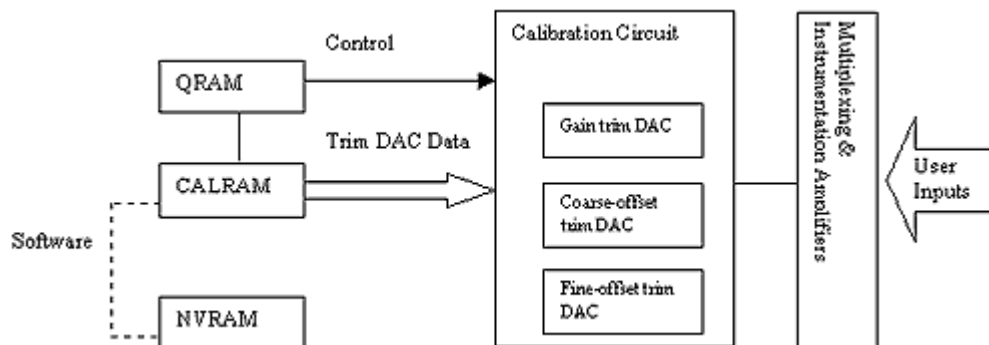 Control
QRAM
Trim DAC Data
CALRAM
Software
NVRAM
Calibration Circuit
Gain trim DAC
Coarse-offset
trim DAC
Fine-offset trim
DAC
Multiplexing &
Instrumentation Amplifiers
User
Inputs